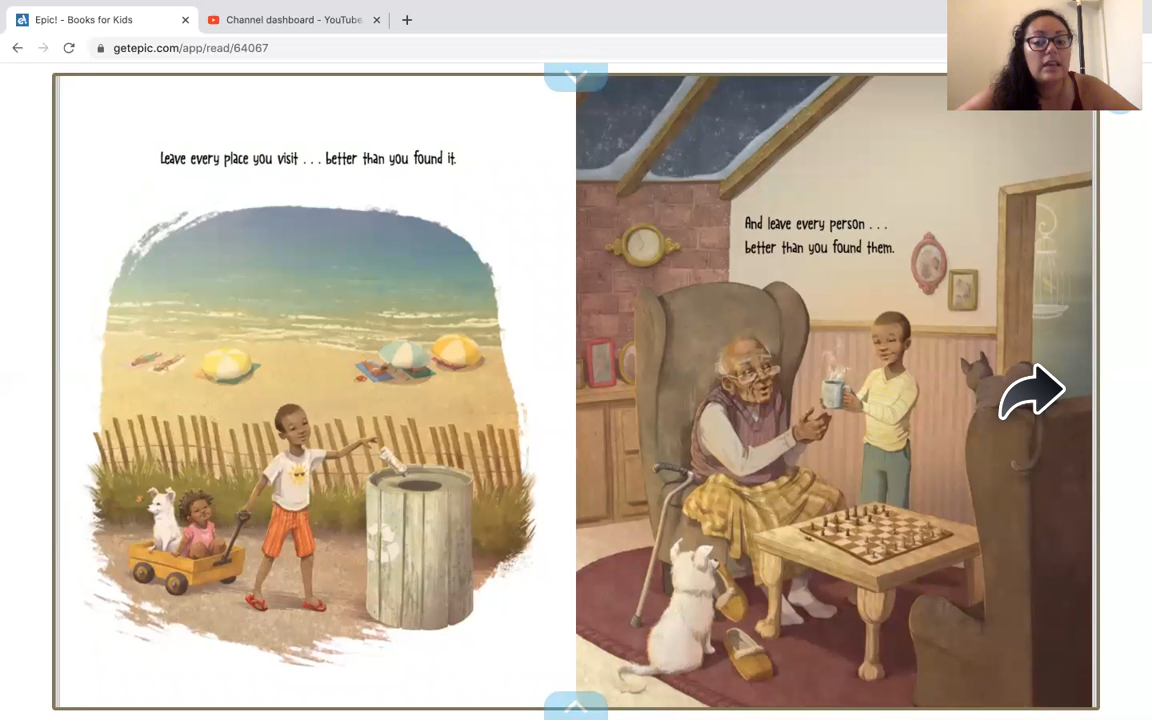 Epic! - Books for Kids
Channel dashboard - YouTube
getepic.com/app/read/64067
Leave every place you visit . . . better than you found it.
And leave every person . . .
better than you found them.